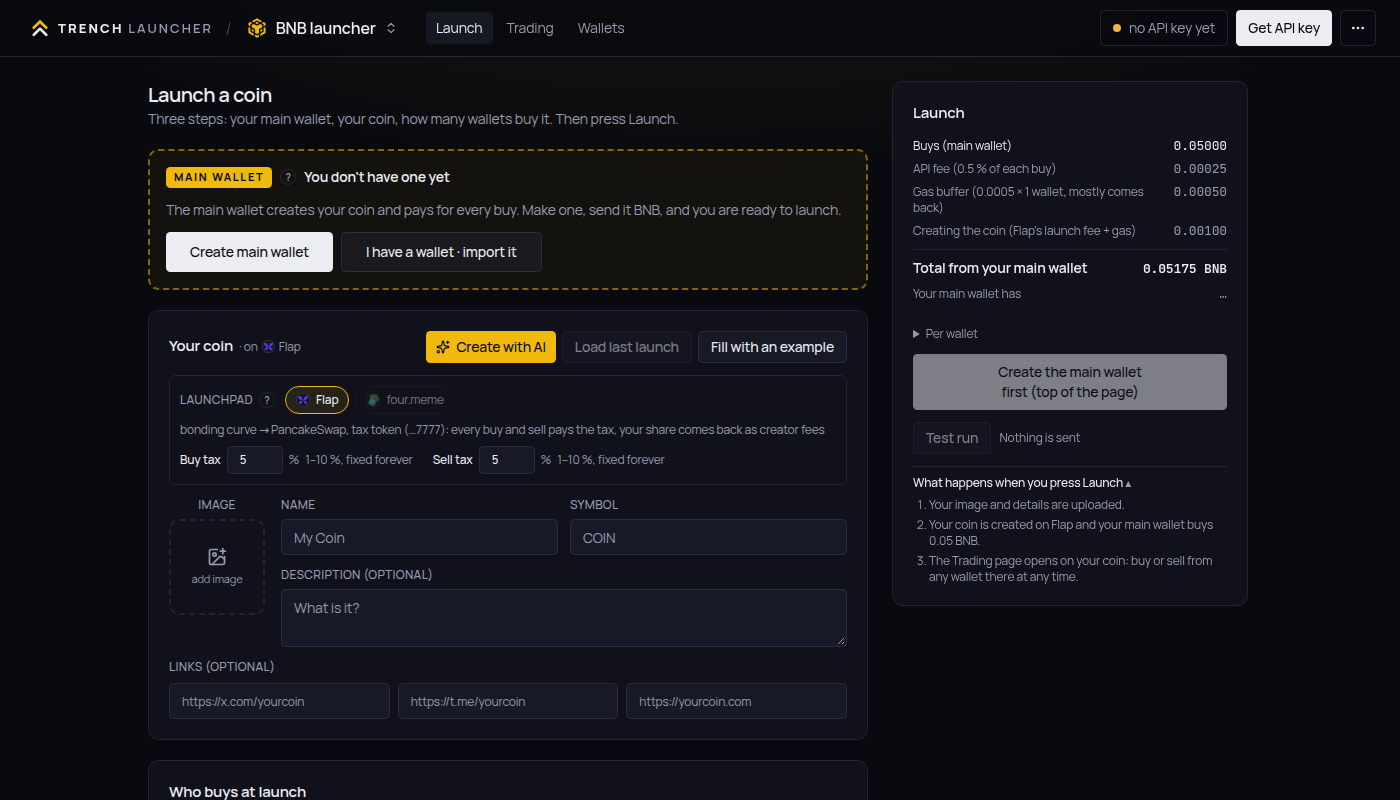 TRENCH LAUNCHER / BNB launcher Launch Trading Wallets no API key yet Get API key ...
Launch a coin
Three steps: your main wallet, your coin, how many wallets buy it. Then press Launch.
MAIN WALLET ? You don't have one yet
The main wallet creates your coin and pays for every buy. Make one, send it BNB, and you are ready to launch.
Create main wallet I have a wallet · import it
Your coin · on Flap Create with AI Load last launch Fill with an example
LAUNCHPAD ? Flap four.meme
bonding curve → PancakeSwap, tax token (…7777): every buy and sell pays the tax, your share comes back as creator fees
Buy tax 5 % 1–10 %, fixed forever Sell tax 5 % 1–10 %, fixed forever
IMAGE NAME SYMBOL
My Coin COIN
add image
DESCRIPTION (OPTIONAL)
What is it?
LINKS (OPTIONAL)
https://x.com/yourcoin https://t.me/yourcoin https://yourcoin.com
Who buys at launch
Launch
Buys (main wallet) 0.05000
API fee (0.5 % of each buy) 0.00025
Gas buffer (0.0005 × 1 wallet, mostly comes 0.00050
back)
Creating the coin (Flap's launch fee + gas) 0.00100
Total from your main wallet 0.05175 BNB
Your main wallet has …
▶ Per wallet
Create the main wallet
first (top of the page)
Test run Nothing is sent
What happens when you press Launch ▴
1. Your image and details are uploaded.
2. Your coin is created on Flap and your main wallet buys
0.05 BNB.
3. The Trading page opens on your coin: buy or sell from
any wallet there at any time.